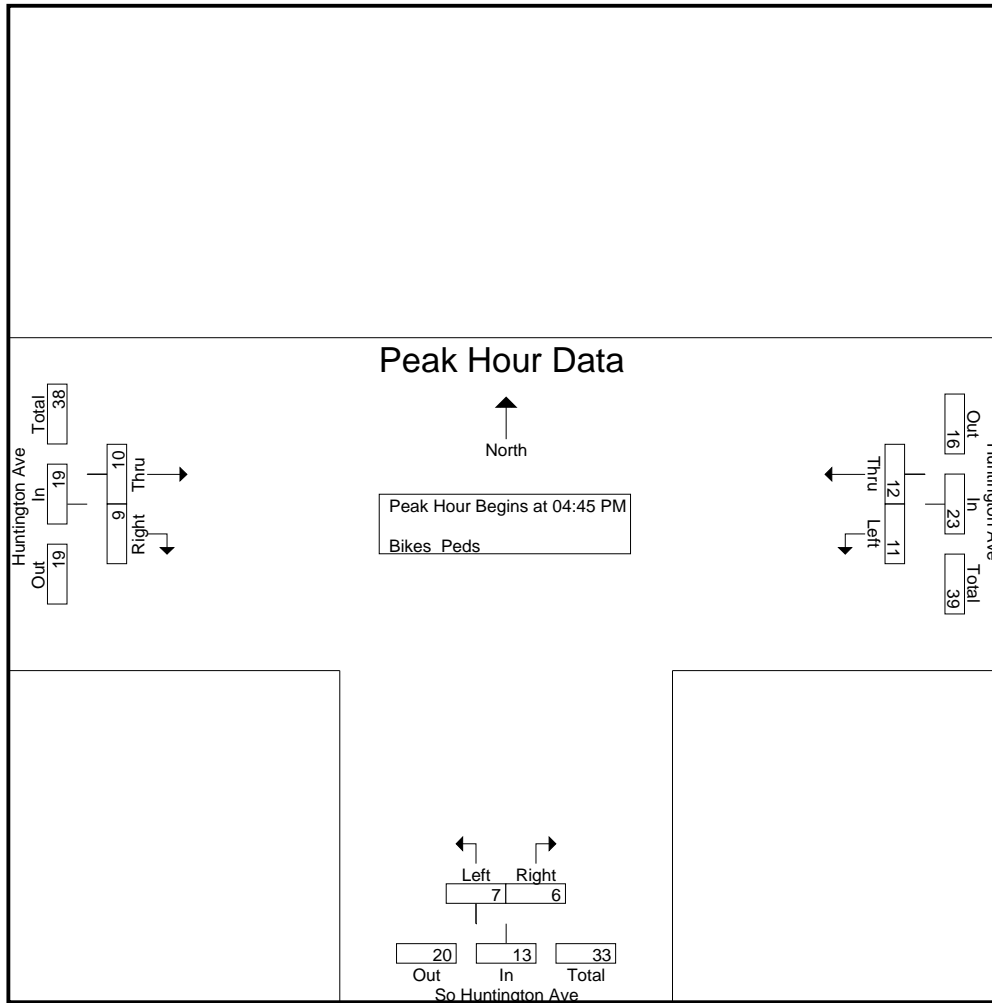 Peak Hour Data
North
Peak Hour Begins at 04:45 PM
Bikes Peds
Huntington Ave
Total
38
In
19
Out
19
Thru
10
Right
9
Huntington Ave
Out
16
In
23
Total
39
Thru
12
Left
11
Left Right
7 6
20 13 33
Out In Total
So Huntington Ave